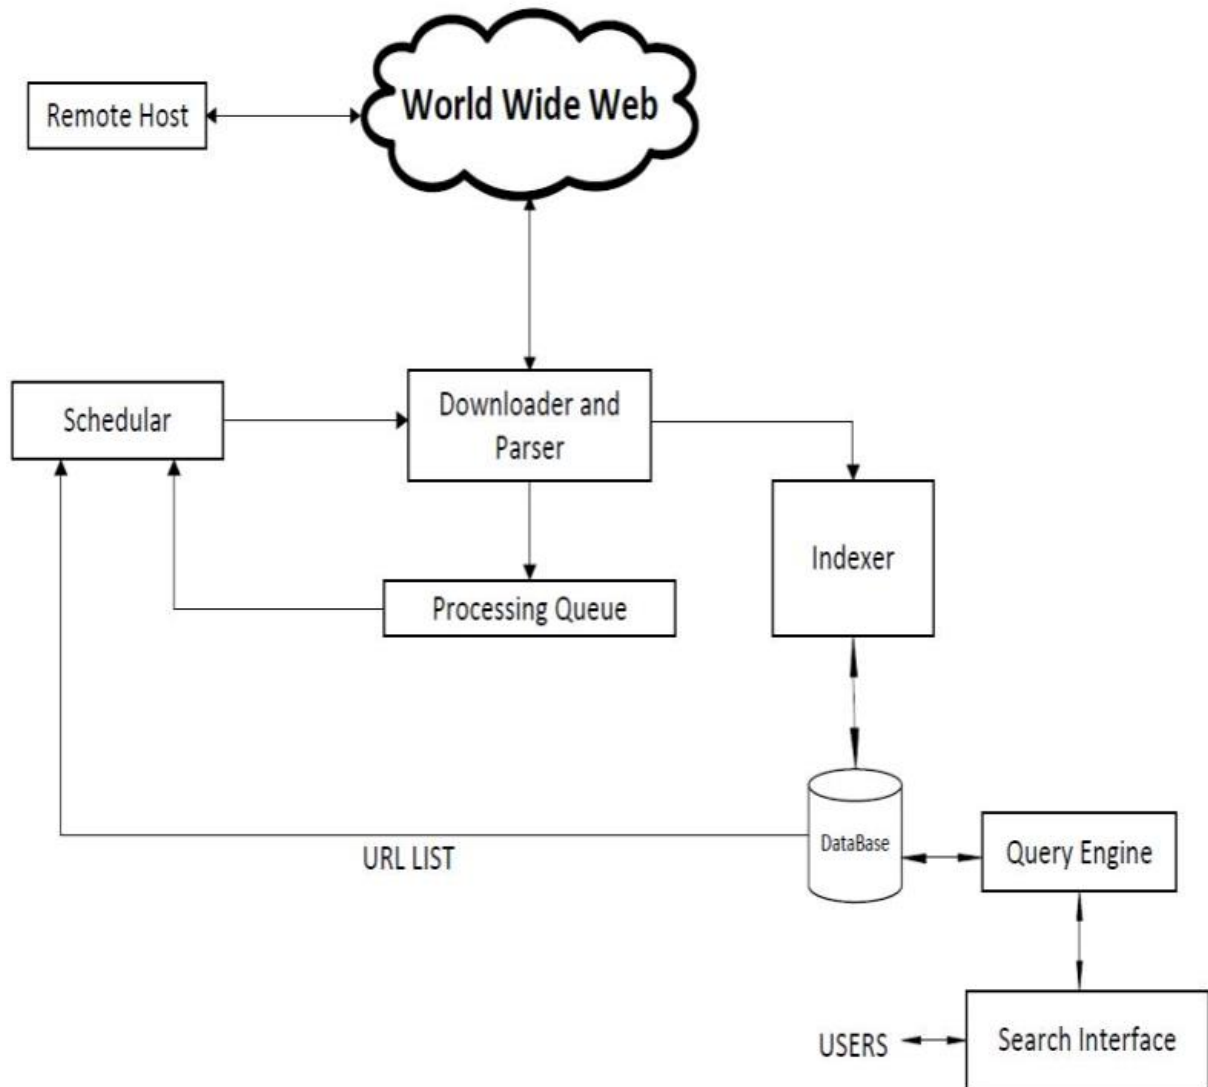 World Wide Web
Remote Host
Schedular
Downloader and
Parser
Indexer
Processing Queue
DataBase
Query Engine
URL LIST
USERS
Search Interface